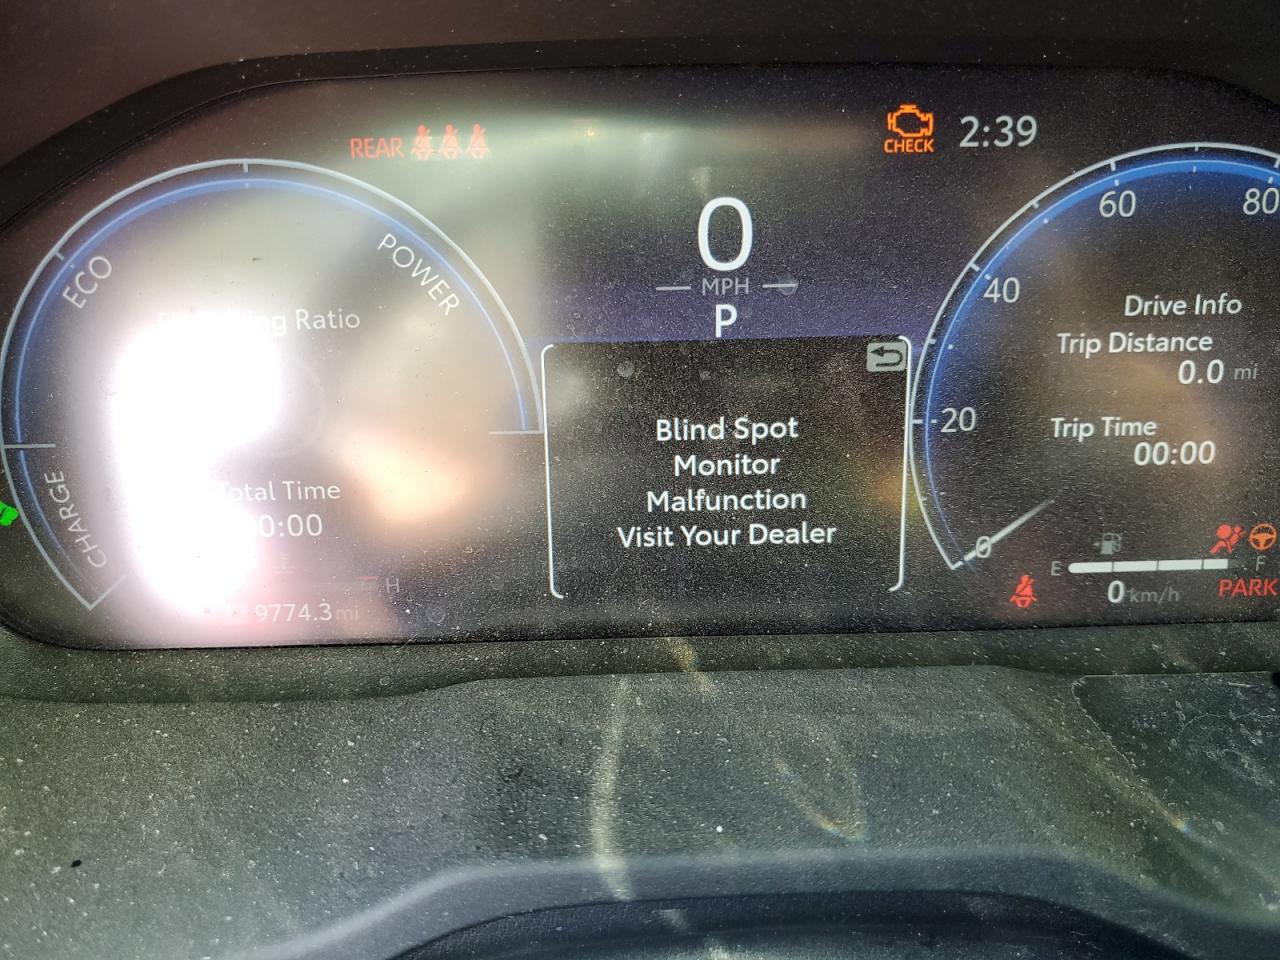 REAR
CHECK
2:39
ECO
POWER
CHARGE
Ratio
Total Time
0:00
H
9774.3 mi
0
MPH
P
Blind Spot
Monitor
Malfunction
Visit Your Dealer
0
20
40
60
80
Drive Info
Trip Distance
0.0 mi
Trip Time
00:00
E
F
0 km/h
PARK